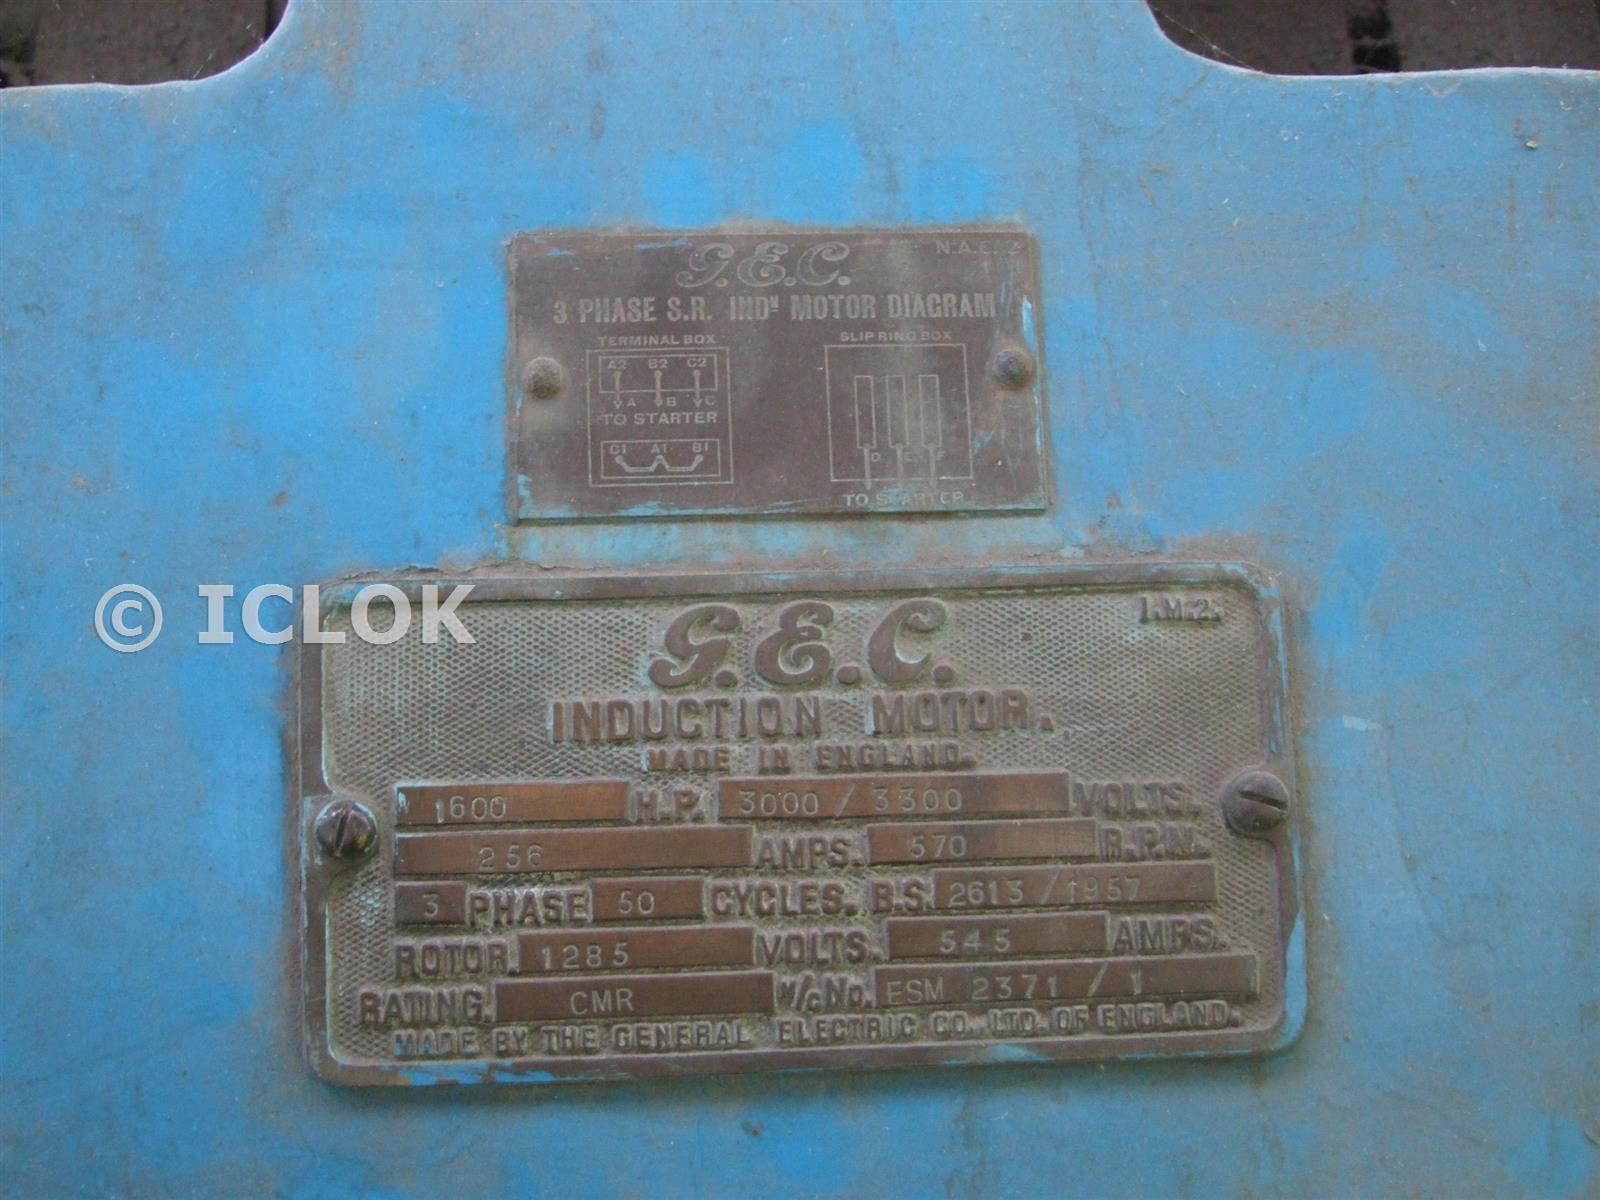 G.E.C. N.A.E. 2
3 PHASE S.R. INDN MOTOR DIAGRAM
TERMINAL BOX SLIP RING BOX
A2 B2 C2
A B C
TO STARTER
C1 A1 B1
D E F
TO STARTER
© ICLOK
G.E.C. I.M.2.
INDUCTION MOTOR.
MADE IN ENGLAND.
1600 H.P. 3000 / 3300 VOLTS.
256 AMPS. 570 R.P.M.
3 PHASE 50 CYCLES. B.S. 2613 / 1957
ROTOR. 1285 VOLTS. 545 AMPS.
RATING. CMR M/C No. ESM 2371 / 1
MADE BY THE GENERAL ELECTRIC CO. LTD. OF ENGLAND.